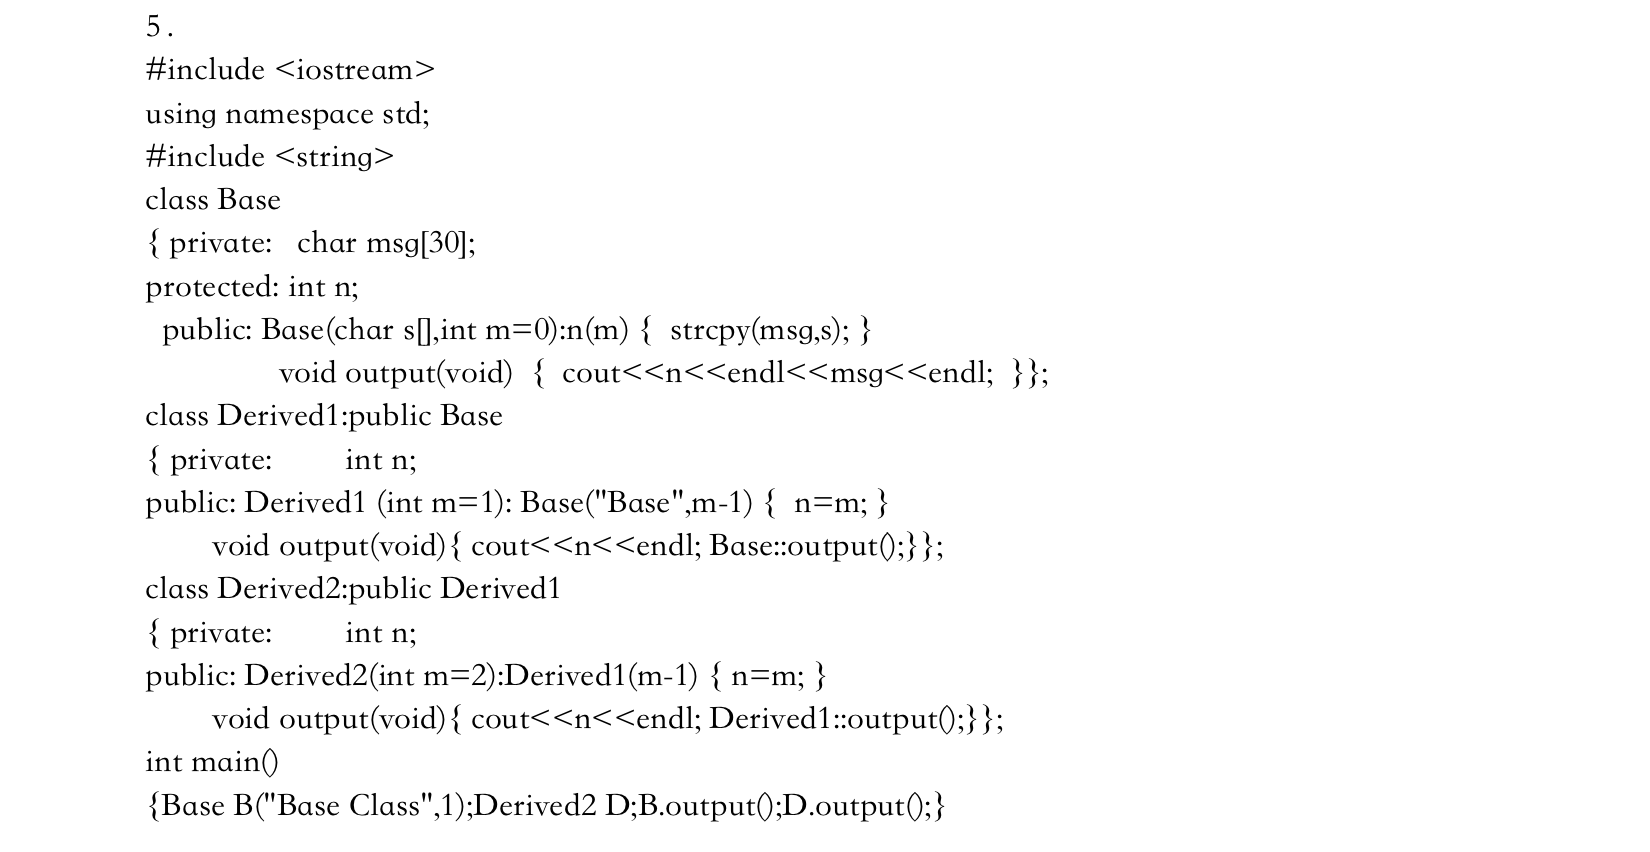 5.
#include <iostream>
using namespace std;
#include <string>
class Base
{ private:   char msg[30];
protected: int n;
  public: Base(char s[],int m=0):n(m) {  strcpy(msg,s); }
                void output(void)  {  cout<<n<<endl<<msg<<endl;  }};
class Derived1:public Base
{ private:         int n;
public: Derived1 (int m=1): Base("Base",m-1) {  n=m; }
        void output(void){ cout<<n<<endl; Base::output();}};
class Derived2:public Derived1
{ private:         int n;
public: Derived2(int m=2):Derived1(m-1) { n=m; }
        void output(void){ cout<<n<<endl; Derived1::output();}};
int main()
{Base B("Base Class",1);Derived2 D;B.output();D.output();}